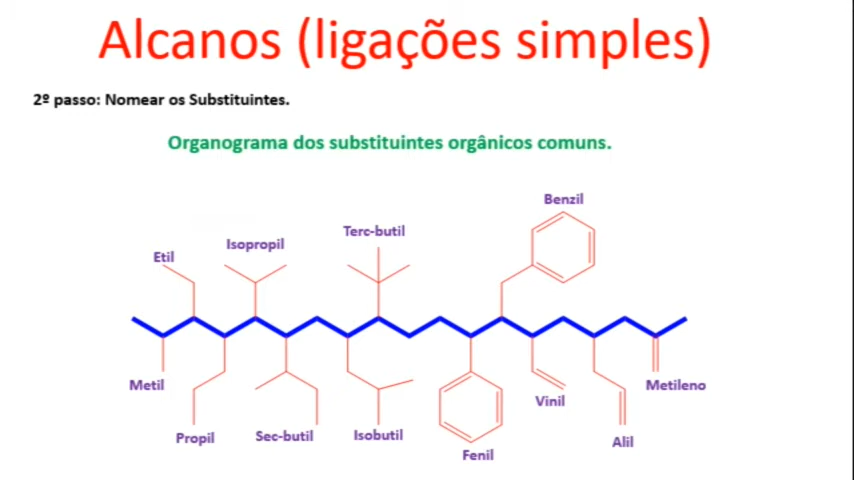 Alcanos (ligações simples)
2º passo: Nomear os Substituintes.
Organograma dos substituintes orgânicos comuns.
Benzil
Terc-butil
Isopropil
Etil
Metil
Metileno
Vinil
Propil
Sec-butil
Isobutil
Alil
Fenil